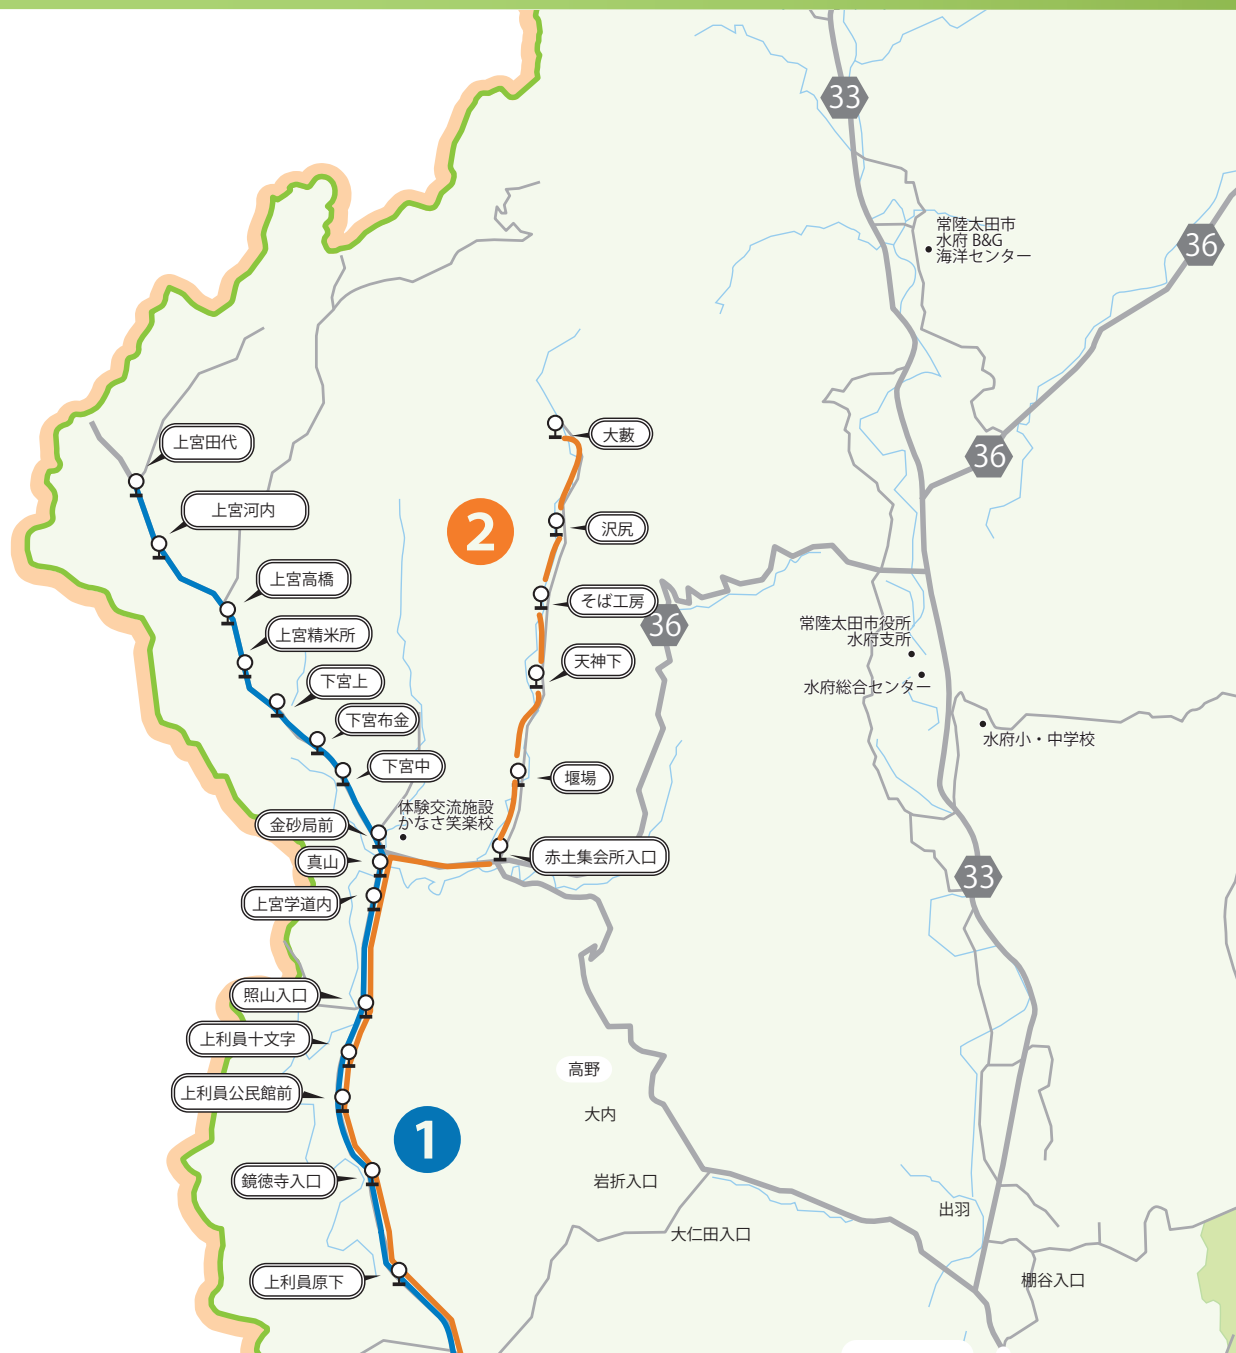 33
常陸太田市
水府 B&G
海洋センター
36
上宮田代
大藪
36
上宮河内
2
沢尻
上宮高橋
そば工房
36
上宮精米所
常陸太田市役所
水府支所
天神下
下宮上
水府総合センター
下宮布金
水府小・中学校
下宮中
堰場
体験交流施設
かなさ笑楽校
金砂局前
真山
赤土集会所入口
33
上宮学道内
照山入口
上利員十文字
高野
上利員公民館前
大内
1
鏡徳寺入口
岩折入口
出羽
大仁田入口
上利員原下
棚谷入口